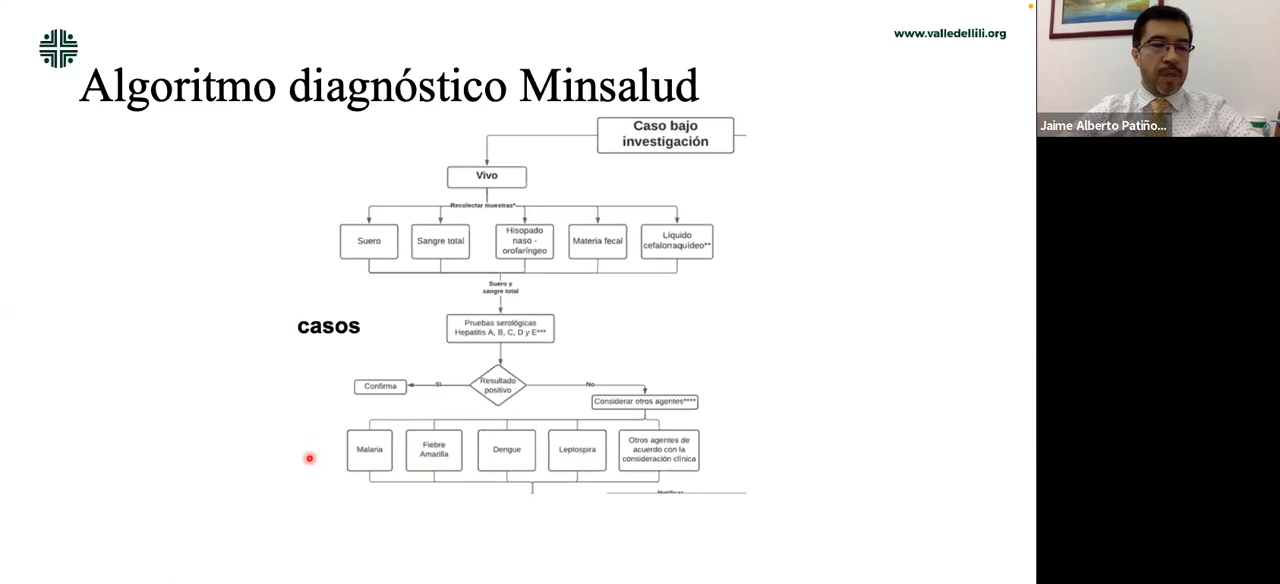 www.valledellili.org
Algoritmo diagnóstico Minsalud
Caso bajo
investigación
Vivo
Recolectar muestras*
Suero
Sangre total
Hisopado
naso -
orofaríngeo
Materia fecal
Líquido
cefalorraquídeo**
Suero y
sangre total
casos
Pruebas serológicas
Hepatitis A, B, C, D y E***
Resultado
positivo
Si
Confirma
No
Considerar otros agentes****
Malaria
Fiebre
Amarilla
Dengue
Leptospira
Otros agentes de
acuerdo con la
consideración clínica
Notificar
Jaime Alberto Patiño...